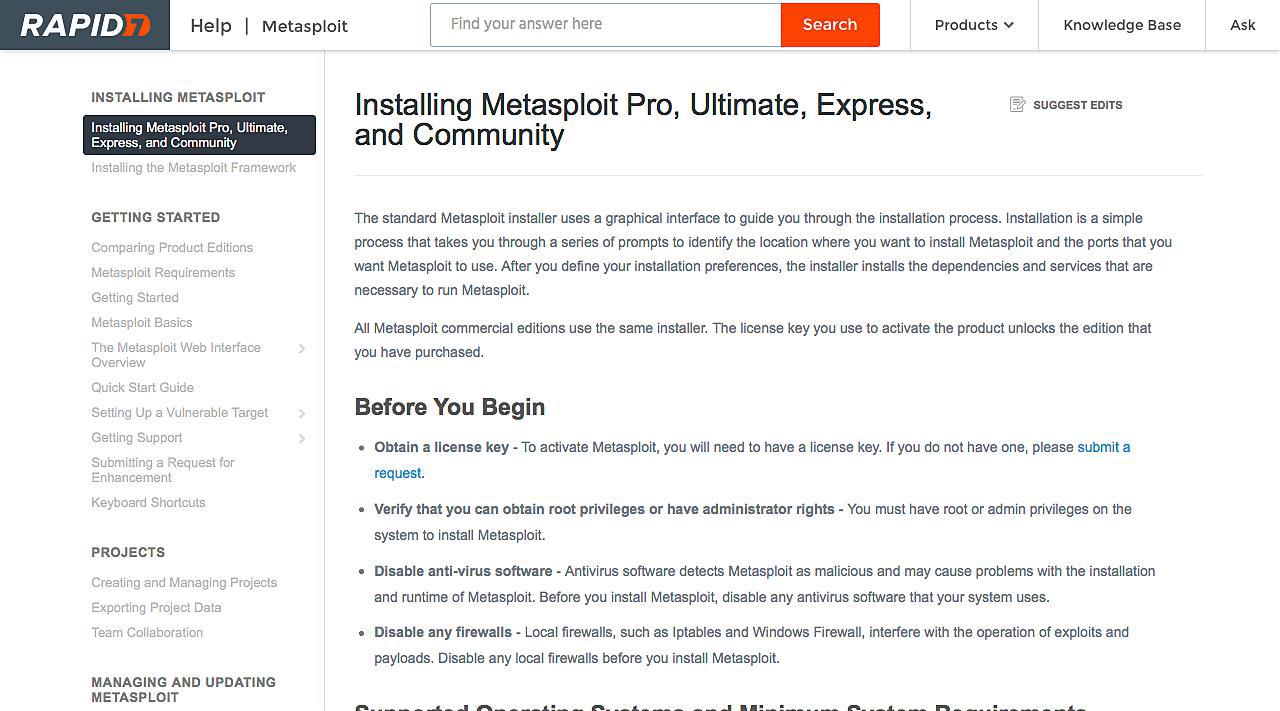 RAPID7
Help | Metasploit
Find your answer here
Search
Products
Knowledge Base
Ask
INSTALLING METASPLOIT
Installing Metasploit Pro, Ultimate,
Express, and Community
Installing the Metasploit Framework
GETTING STARTED
Comparing Product Editions
Metasploit Requirements
Getting Started
Metasploit Basics
The Metasploit Web Interface
Overview
Quick Start Guide
Setting Up a Vulnerable Target
Getting Support
Submitting a Request for
Enhancement
Keyboard Shortcuts
PROJECTS
Creating and Managing Projects
Exporting Project Data
Team Collaboration
MANAGING AND UPDATING
METASPLOIT
Installing Metasploit Pro, Ultimate, Express,
and Community
SUGGEST EDITS
The standard Metasploit installer uses a graphical interface to guide you through the installation process. Installation is a simple
process that takes you through a series of prompts to identify the location where you want to install Metasploit and the ports that you
want Metasploit to use. After you define your installation preferences, the installer installs the dependencies and services that are
necessary to run Metasploit.
All Metasploit commercial editions use the same installer. The license key you use to activate the product unlocks the edition that
you have purchased.
Before You Begin
• Obtain a license key - To activate Metasploit, you will need to have a license key. If you do not have one, please submit a
request.
• Verify that you can obtain root privileges or have administrator rights - You must have root or admin privileges on the
system to install Metasploit.
• Disable anti-virus software - Antivirus software detects Metasploit as malicious and may cause problems with the installation
and runtime of Metasploit. Before you install Metasploit, disable any antivirus software that your system uses.
• Disable any firewalls - Local firewalls, such as Iptables and Windows Firewall, interfere with the operation of exploits and
payloads. Disable any local firewalls before you install Metasploit.
Supported Operating Systems and Minimum System Requirements